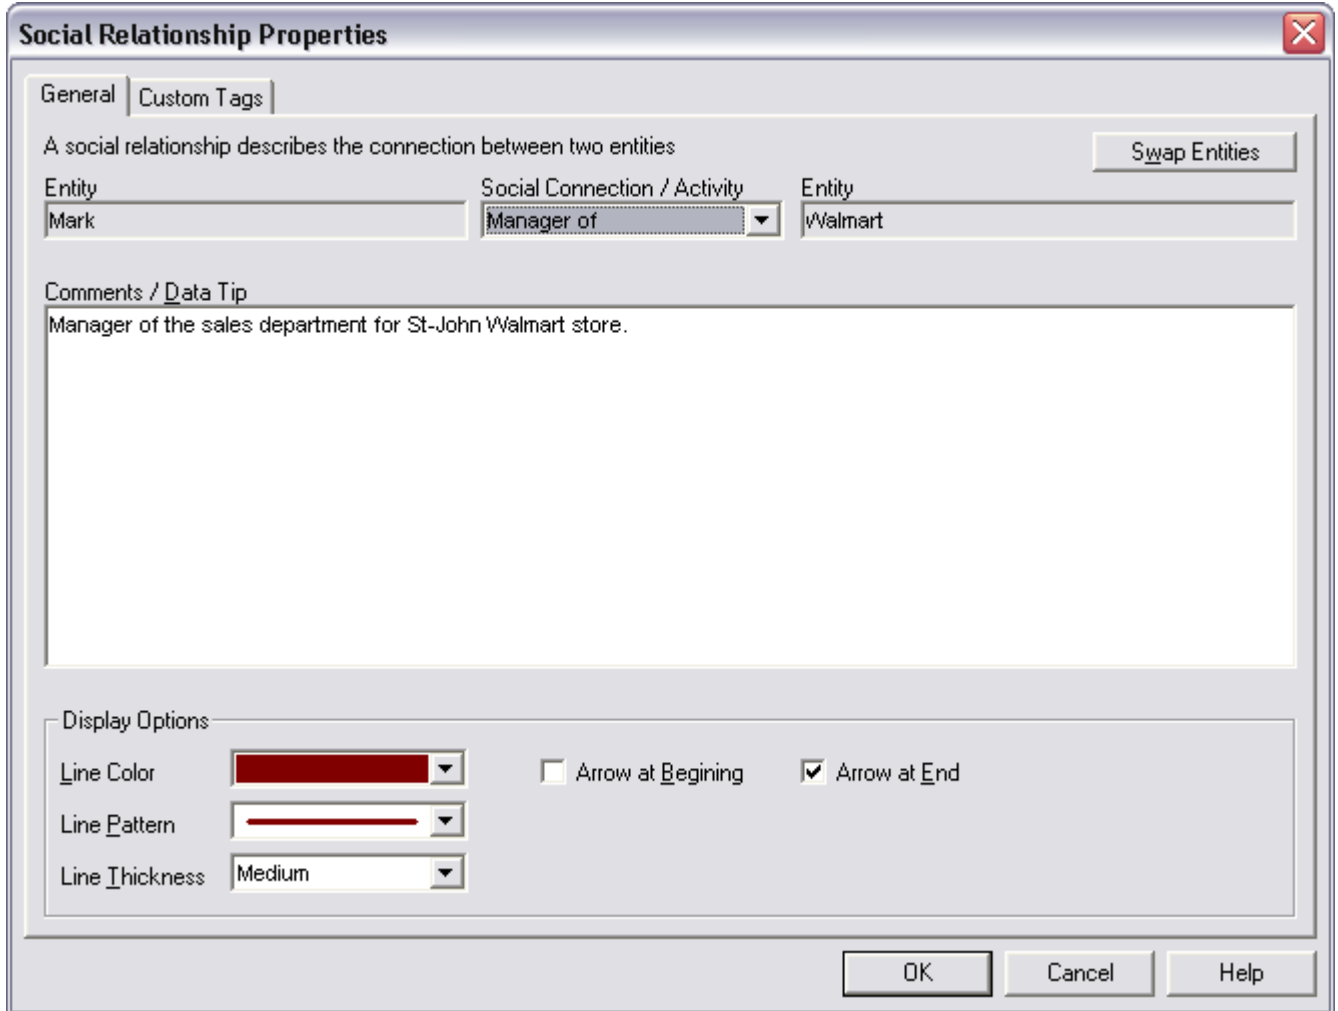 Social Relationship Properties
General
Custom Tags
A social relationship describes the connection between two entities
Swap Entities
Entity
Social Connection / Activity
Entity
Mark
Manager of
Walmart
Comments / Data Tip
Manager of the sales department for St-John Walmart store.
Display Options
Line Color
Arrow at Begining
Arrow at End
Line Pattern
Line Thickness
Medium
OK
Cancel
Help